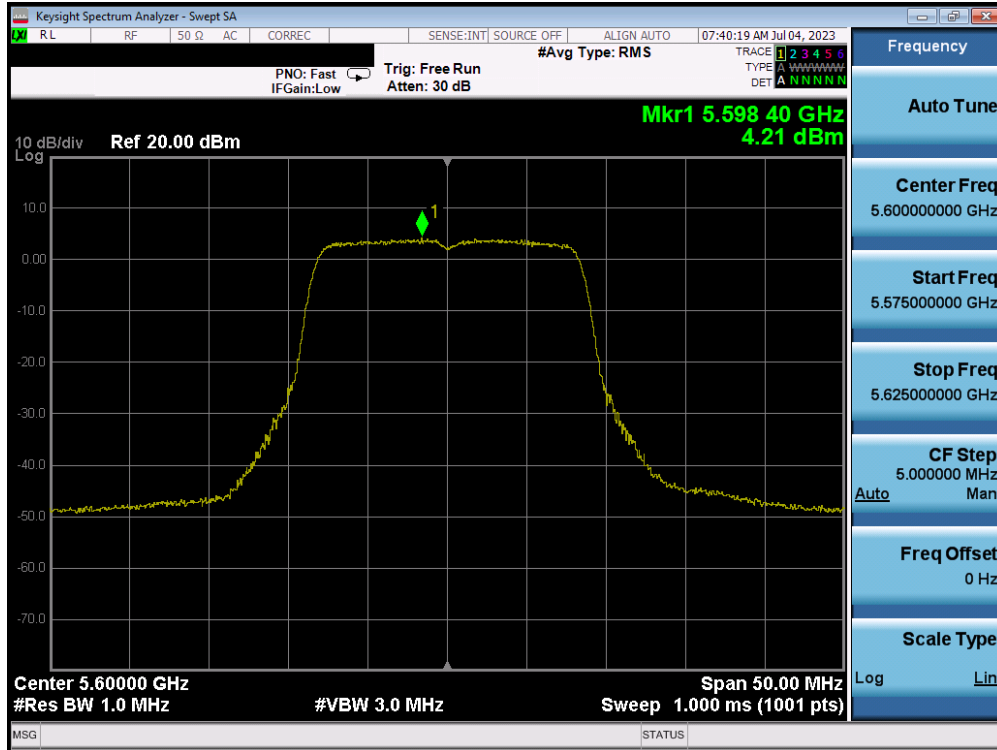 Keysight Spectrum Analyzer - Swept SA
LXI RL RF 50 Ω AC CORREC SENSE:INT SOURCE OFF ALIGN AUTO 07:40:19 AM Jul 04, 2023
#Avg Type: RMS
TRACE 1 2 3 4 5 6
PNO: Fast Trig: Free Run TYPE A WWWWW
IFGain:Low Atten: 30 dB DET A N N N N N
Frequency
Mkr1 5.598 40 GHz
4.21 dBm
10 dB/div Ref 20.00 dBm
Log
10.0
0.00
-10.0
-20.0
-30.0
-40.0
-50.0
-60.0
-70.0
1
Center 5.60000 GHz Span 50.00 MHz
#Res BW 1.0 MHz #VBW 3.0 MHz Sweep 1.000 ms (1001 pts)
Auto Tune
Center Freq
5.600000000 GHz
Start Freq
5.575000000 GHz
Stop Freq
5.625000000 GHz
CF Step
5.000000 MHz
Auto Man
Freq Offset
0 Hz
Scale Type
Log Lin
MSG STATUS